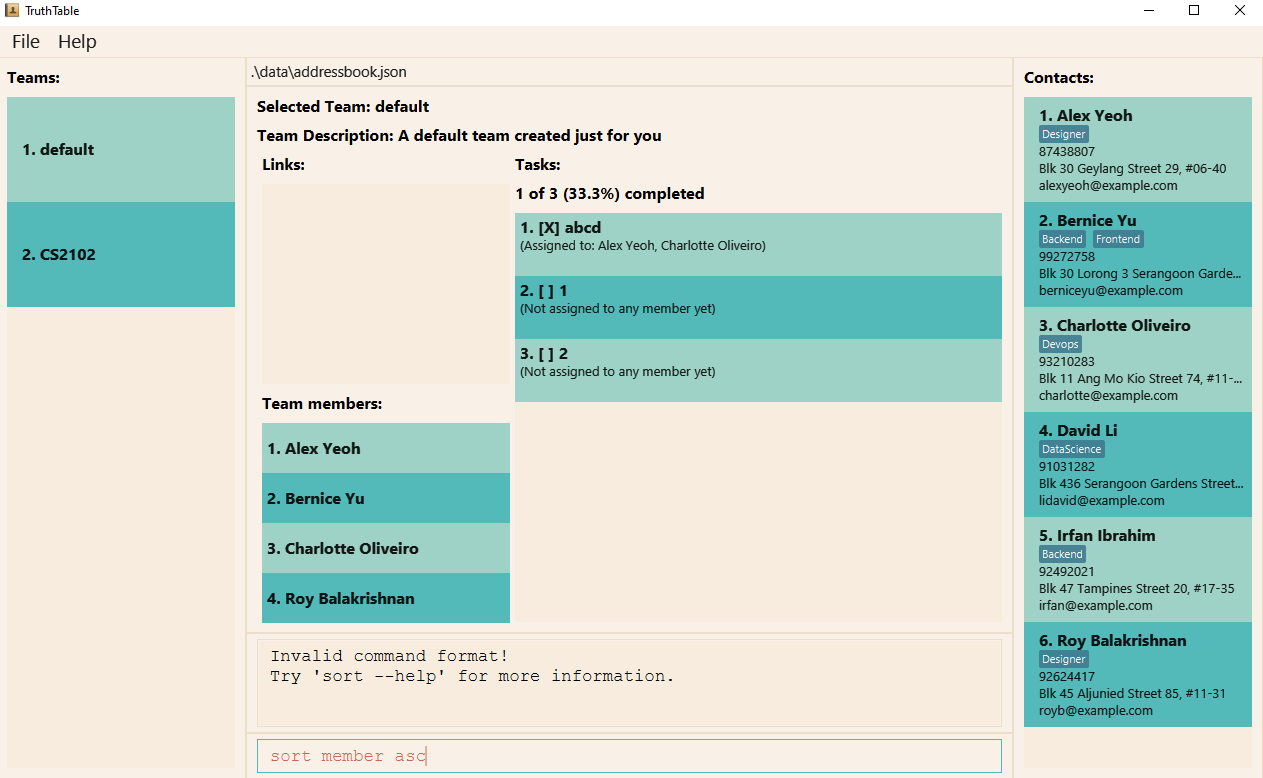 TruthTable
File Help
Teams:
1. default
2. CS2102
.\data\addressbook.json
Selected Team: default
Team Description: A default team created just for you
Links:
Tasks:
1 of 3 (33.3%) completed
1. [X] abcd
(Assigned to: Alex Yeoh, Charlotte Oliveiro)
2. [ ] 1
(Not assigned to any member yet)
3. [ ] 2
(Not assigned to any member yet)
Team members:
1. Alex Yeoh
2. Bernice Yu
3. Charlotte Oliveiro
4. Roy Balakrishnan
Invalid command format!
Try 'sort --help' for more information.
sort member asc
Contacts:
1. Alex Yeoh
Designer
87438807
Blk 30 Geylang Street 29, #06-40
alexyeoh@example.com
2. Bernice Yu
Backend Frontend
99272758
Blk 30 Lorong 3 Serangoon Garde...
berniceyu@example.com
3. Charlotte Oliveiro
Devops
93210283
Blk 11 Ang Mo Kio Street 74, #11-...
charlotte@example.com
4. David Li
DataScience
91031282
Blk 436 Serangoon Gardens Street...
lidavid@example.com
5. Irfan Ibrahim
Backend
92492021
Blk 47 Tampines Street 20, #17-35
irfan@example.com
6. Roy Balakrishnan
Designer
92624417
Blk 45 Aljunied Street 85, #11-31
royb@example.com